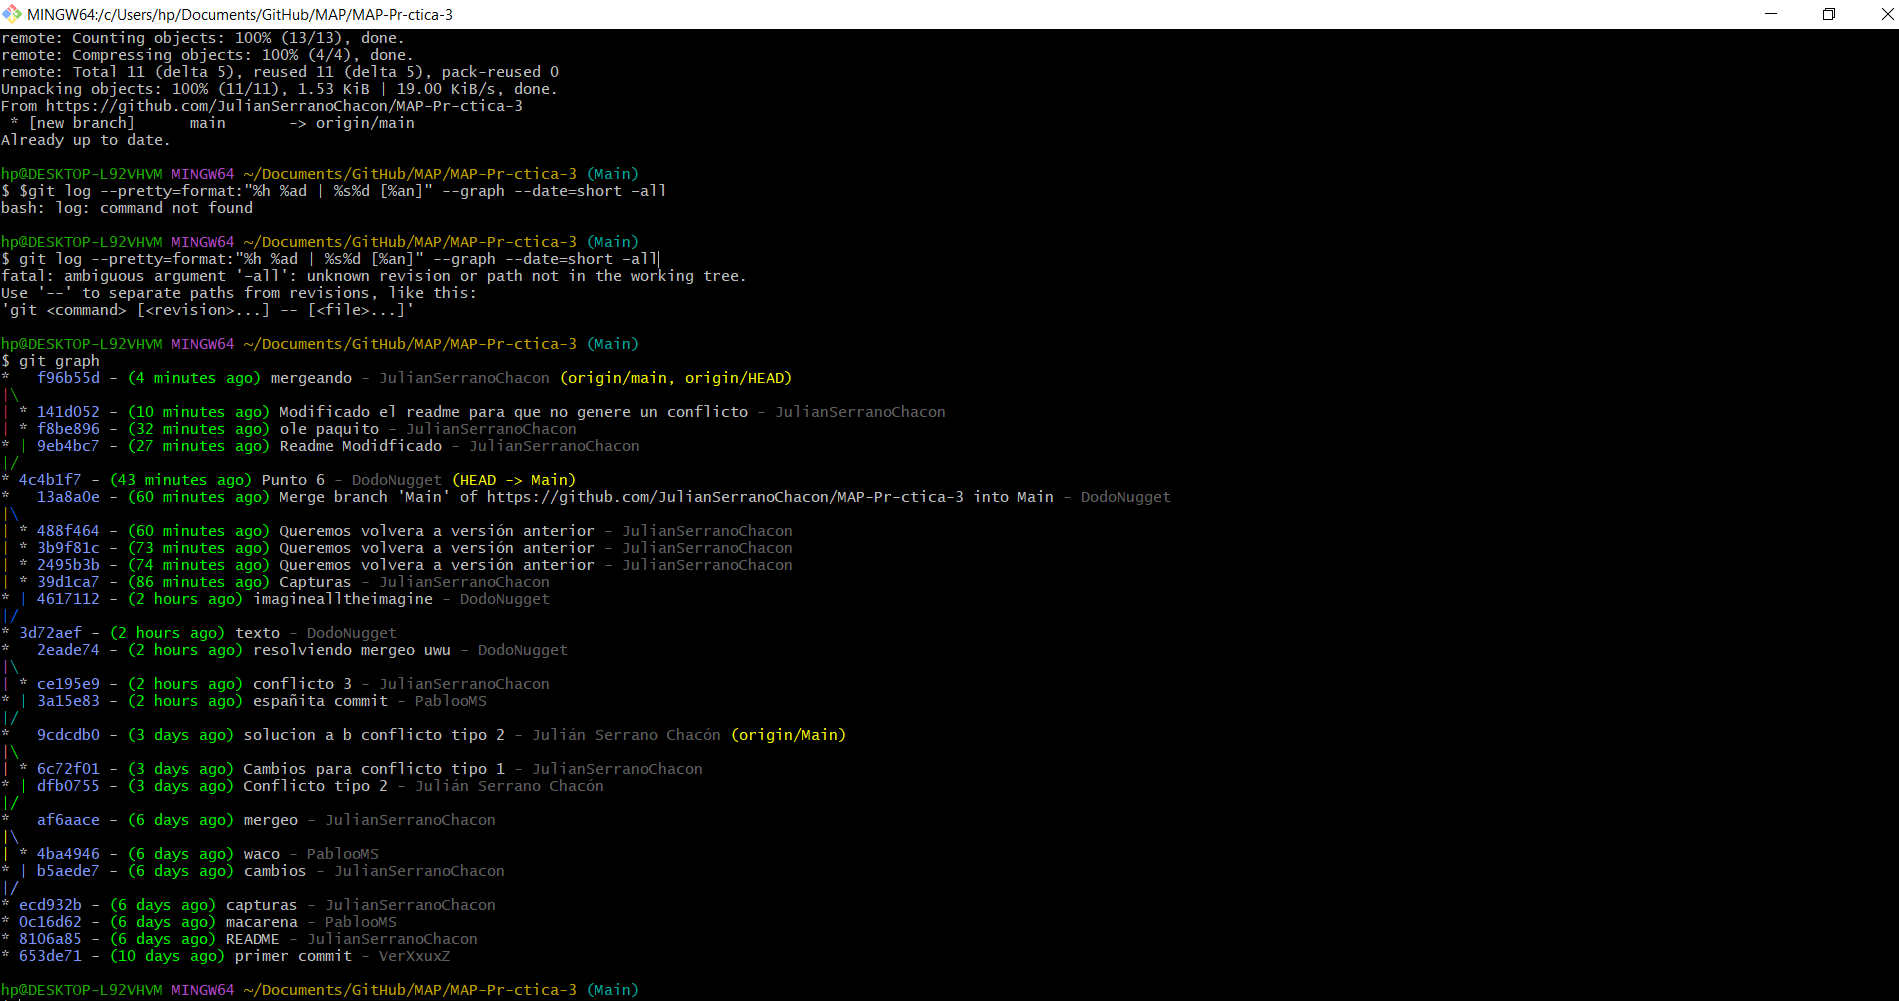 MINGW64:/c/Users/hp/Documents/GitHub/MAP/MAP-Pr-ctica-3
remote: Counting objects: 100% (13/13), done.
remote: Compressing objects: 100% (4/4), done.
remote: Total 11 (delta 5), reused 11 (delta 5), pack-reused 0
Unpacking objects: 100% (11/11), 1.53 KiB | 19.00 KiB/s, done.
From https://github.com/JulianSerranoChacon/MAP-Pr-ctica-3
 * [new branch]      main       -> origin/main
Already up to date.
hp@DESKTOP-L92VHVM MINGW64 ~/Documents/GitHub/MAP/MAP-Pr-ctica-3 (Main)
$ $git log --pretty=format:"%h %ad | %s%d [%an]" --graph --date=short -all
bash: log: command not found
hp@DESKTOP-L92VHVM MINGW64 ~/Documents/GitHub/MAP/MAP-Pr-ctica-3 (Main)
$ git log --pretty=format:"%h %ad | %s%d [%an]" --graph --date=short -all
fatal: ambiguous argument '-all': unknown revision or path not in the working tree.
Use '--' to separate paths from revisions, like this:
'git <command> [<revision>...] -- [<file>...]'
hp@DESKTOP-L92VHVM MINGW64 ~/Documents/GitHub/MAP/MAP-Pr-ctica-3 (Main)
$ git graph
*   f96b55d - (4 minutes ago) mergeando - JulianSerranoChacon (origin/main, origin/HEAD)
|\
| * 141d052 - (10 minutes ago) Modificado el readme para que no genere un conflicto - JulianSerranoChacon
| * f8be896 - (32 minutes ago) ole paquito - JulianSerranoChacon
* | 9eb4bc7 - (27 minutes ago) Readme Modidficado - JulianSerranoChacon
|/
* 4c4b1f7 - (43 minutes ago) Punto 6 - DodoNugget (HEAD -> Main)
*   13a8a0e - (60 minutes ago) Merge branch 'Main' of https://github.com/JulianSerranoChacon/MAP-Pr-ctica-3 into Main - DodoNugget
|\
| * 488f464 - (60 minutes ago) Queremos volvera a versión anterior - JulianSerranoChacon
| * 3b9f81c - (73 minutes ago) Queremos volvera a versión anterior - JulianSerranoChacon
| * 2495b3b - (74 minutes ago) Queremos volvera a versión anterior - JulianSerranoChacon
| * 39d1ca7 - (86 minutes ago) Capturas - JulianSerranoChacon
* | 4617112 - (2 hours ago) imaginealltheimagine - DodoNugget
|/
* 3d72aef - (2 hours ago) texto - DodoNugget
*   2eade74 - (2 hours ago) resolviendo mergeo uwu - DodoNugget
|\
| * ce195e9 - (2 hours ago) conflicto 3 - JulianSerranoChacon
* | 3a15e83 - (2 hours ago) españita commit - PablooMS
|/
*   9cdcdb0 - (3 days ago) solucion a b conflicto tipo 2 - Julián Serrano Chacón (origin/Main)
|\
| * 6c72f01 - (3 days ago) Cambios para conflicto tipo 1 - JulianSerranoChacon
* | dfb0755 - (3 days ago) Conflicto tipo 2 - Julián Serrano Chacón
|/
*   af6aace - (6 days ago) mergeo - JulianSerranoChacon
|\
| * 4ba4946 - (6 days ago) waco - PablooMS
* | b5aede7 - (6 days ago) cambios - JulianSerranoChacon
|/
* ecd932b - (6 days ago) capturas - JulianSerranoChacon
* 0c16d62 - (6 days ago) macarena - PablooMS
* 8106a85 - (6 days ago) README - JulianSerranoChacon
* 653de71 - (10 days ago) primer commit - VerXxuxZ
hp@DESKTOP-L92VHVM MINGW64 ~/Documents/GitHub/MAP/MAP-Pr-ctica-3 (Main)